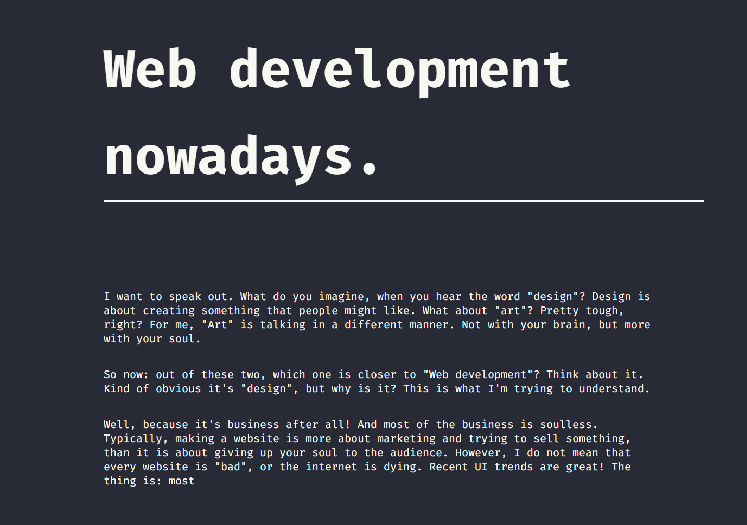 Web development
nowadays.
I want to speak out. What do you imagine, when you hear the word "design"? Design is
about creating something that people might like. What about "art"? Pretty tough,
right? For me, "Art" is talking in a different manner. Not with your brain, but more
with your soul.
So now: out of these two, which one is closer to "Web development"? Think about it.
Kind of obvious it's "design", but why is it? This is what I'm trying to understand.
Well, because it's business after all! And most of the business is soulless.
Typically, making a website is more about marketing and trying to sell something,
than it is about giving up your soul to the audience. However, I do not mean that
every website is "bad", or the internet is dying. Recent UI trends are great! The
thing is: most